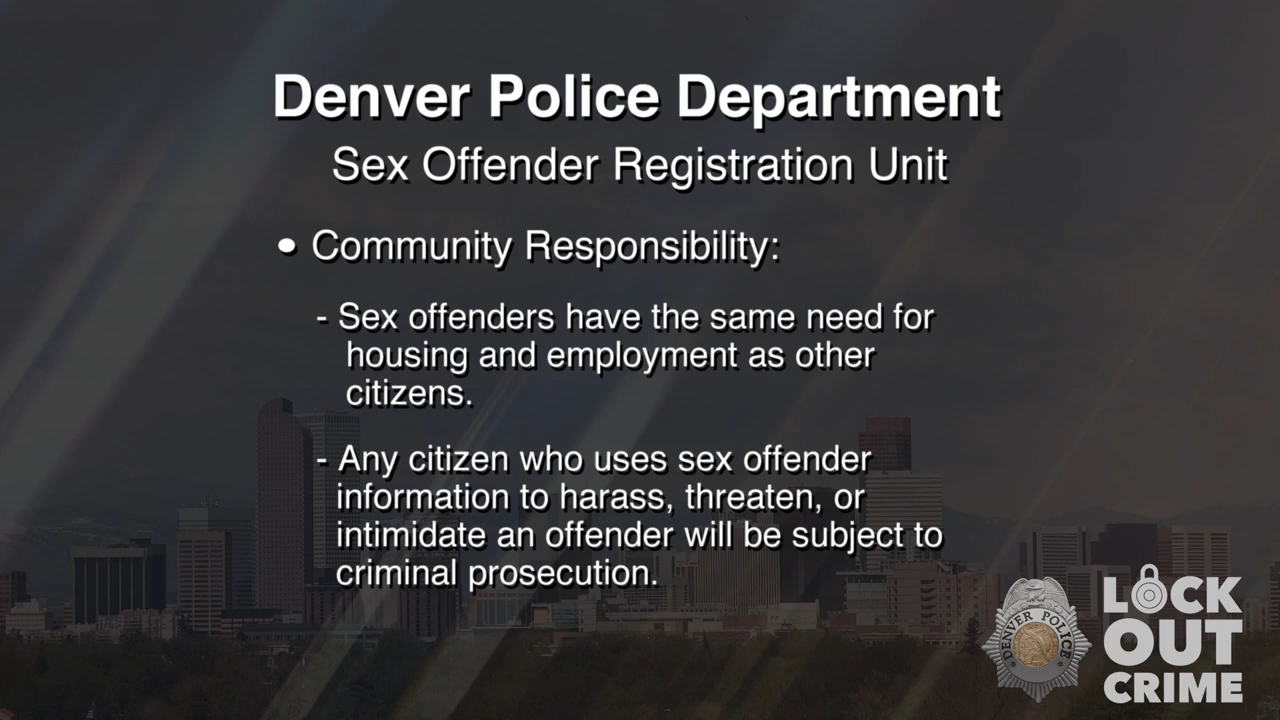 Denver Police Department
Sex Offender Registration Unit
• Community Responsibility:
- Sex offenders have the same need for
housing and employment as other
citizens.
- Any citizen who uses sex offender
information to harass, threaten, or
intimidate an offender will be subject to
criminal prosecution.
DENVER POLICE
LOCK
OUT
CRIME